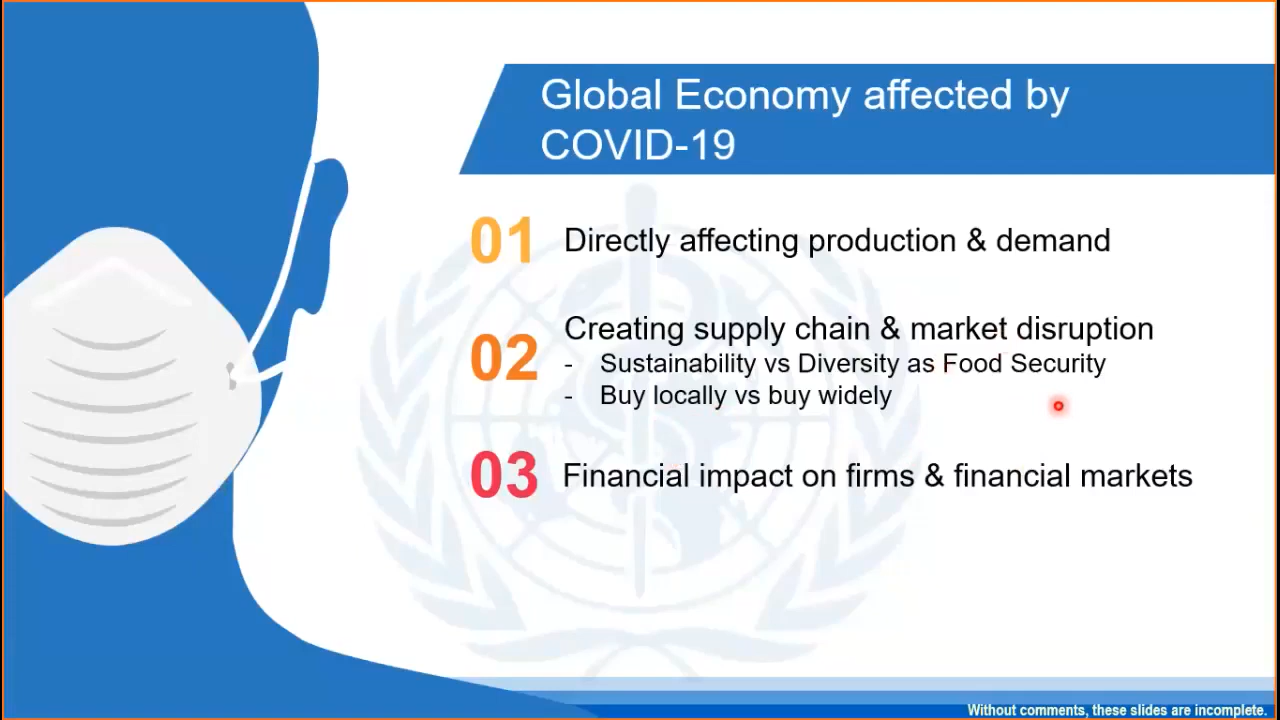 Global Economy affected by
COVID-19
01 Directly affecting production & demand
02 Creating supply chain & market disruption
- Sustainability vs Diversity as Food Security
- Buy locally vs buy widely
03 Financial impact on firms & financial markets
Without comments, these slides are incomplete.